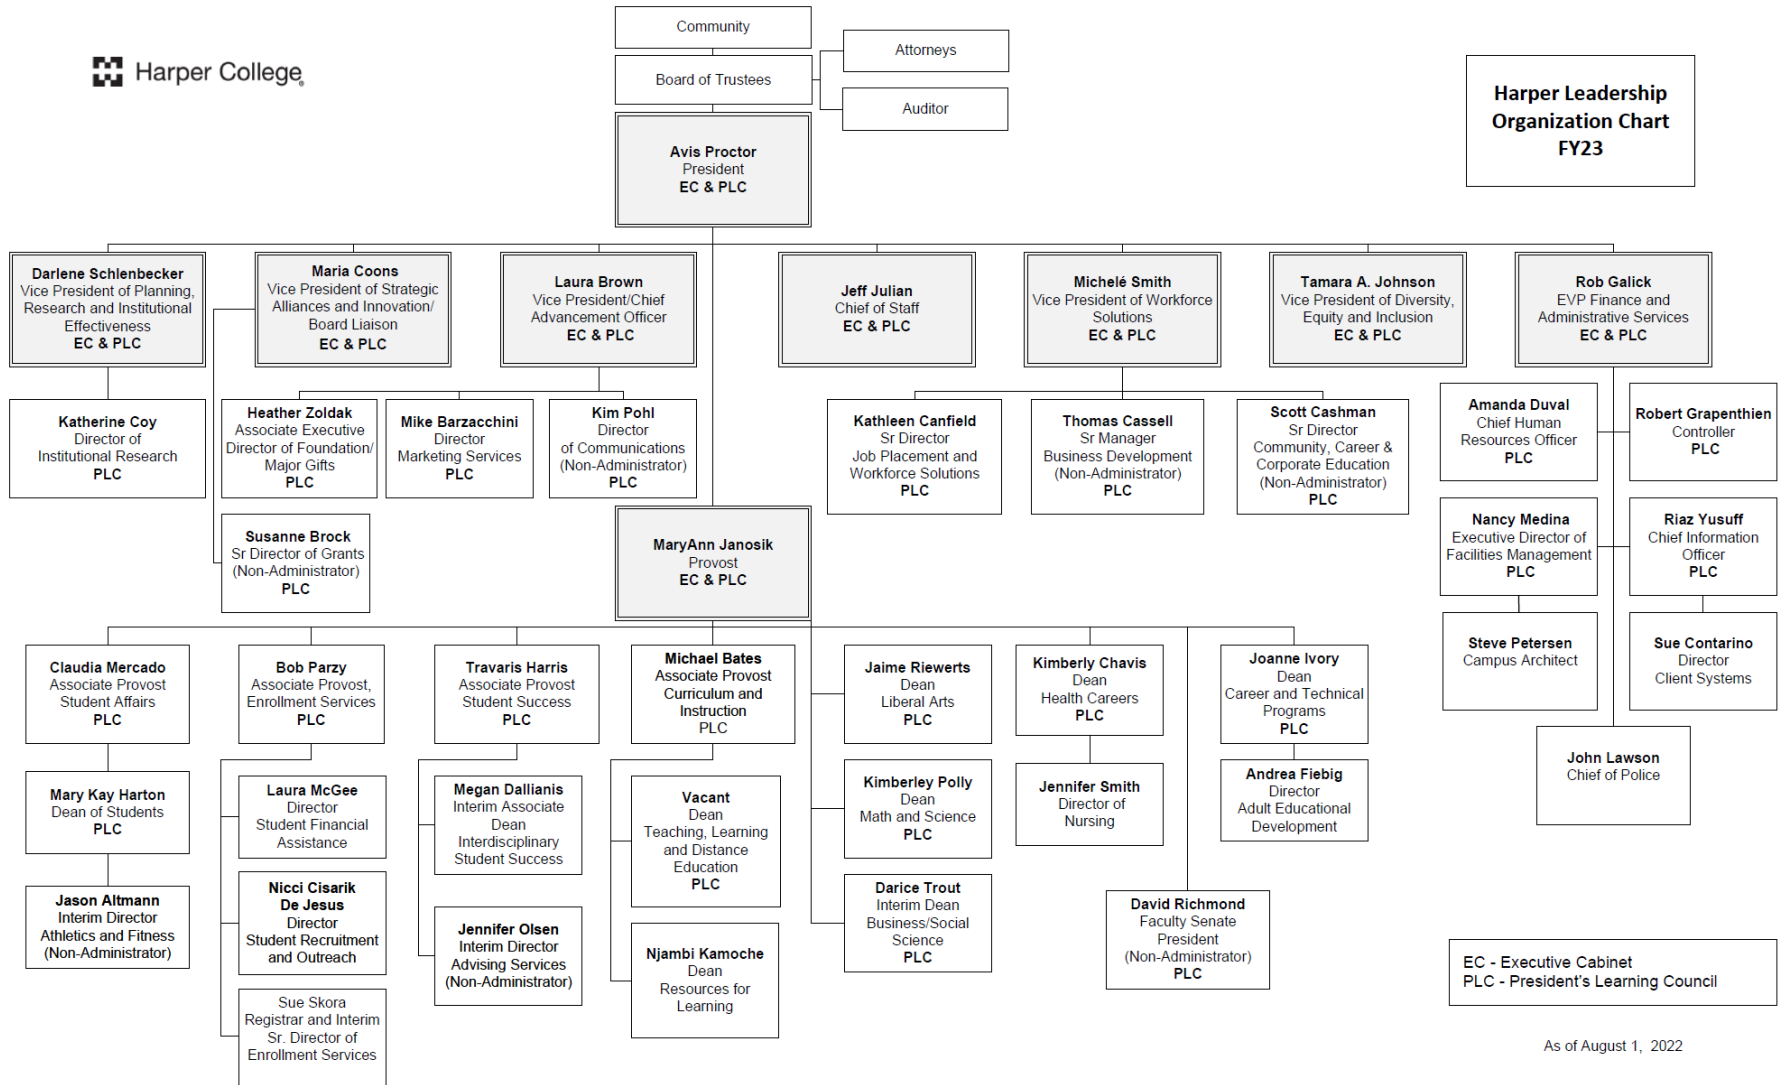 Community
Attorneys
Harper College®
Board of Trustees
Auditor
Harper Leadership
Organization Chart
FY23
Avis Proctor
President
EC & PLC
Darlene Schlenbecker
Vice President of Planning,
Research and Institutional
Effectiveness
EC & PLC
Maria Coons
Vice President of Strategic
Alliances and Innovation/
Board Liaison
EC & PLC
Laura Brown
Vice President/Chief
Advancement Officer
EC & PLC
Jeff Julian
Chief of Staff
EC & PLC
Michelé Smith
Vice President of Workforce
Solutions
EC & PLC
Tamara A. Johnson
Vice President of Diversity,
Equity and Inclusion
EC & PLC
Rob Galick
EVP Finance and
Administrative Services
EC & PLC
Katherine Coy
Director of
Institutional Research
PLC
Heather Zoldak
Associate Executive
Director of Foundation/
Major Gifts
PLC
Mike Barzacchini
Director
Marketing Services
PLC
Kim Pohl
Director
of Communications
(Non-Administrator)
PLC
Kathleen Canfield
Sr Director
Job Placement and
Workforce Solutions
PLC
Thomas Cassell
Sr Manager
Business Development
(Non-Administrator)
PLC
Scott Cashman
Sr Director
Community, Career &
Corporate Education
(Non-Administrator)
PLC
Amanda Duval
Chief Human
Resources Officer
PLC
Robert Grapenthien
Controller
PLC
Susanne Brock
Sr Director of Grants
(Non-Administrator)
PLC
MaryAnn Janosik
Provost
EC & PLC
Nancy Medina
Executive Director of
Facilities Management
PLC
Riaz Yusuff
Chief Information
Officer
PLC
Steve Petersen
Campus Architect
Sue Contarino
Director
Client Systems
John Lawson
Chief of Police
Claudia Mercado
Associate Provost
Student Affairs
PLC
Bob Parzy
Associate Provost,
Enrollment Services
PLC
Travaris Harris
Associate Provost
Student Success
PLC
Michael Bates
Associate Provost
Curriculum and
Instruction
PLC
Jaime Riewerts
Dean
Liberal Arts
PLC
Kimberly Chavis
Dean
Health Careers
PLC
Joanne Ivory
Dean
Career and Technical
Programs
PLC
Mary Kay Harton
Dean of Students
PLC
Laura McGee
Director
Student Financial
Assistance
Megan Dallianis
Interim Associate
Dean
Interdisciplinary
Student Success
Vacant
Dean
Teaching, Learning
and Distance
Education
PLC
Kimberley Polly
Dean
Math and Science
PLC
Jennifer Smith
Director of
Nursing
Andrea Fiebig
Director
Adult Educational
Development
Jason Altmann
Interim Director
Athletics and Fitness
(Non-Administrator)
Nicci Cisarik
De Jesus
Director
Student Recruitment
and Outreach
Jennifer Olsen
Interim Director
Advising Services
(Non-Administrator)
Njambi Kamoche
Dean
Resources for
Learning
Darice Trout
Interim Dean
Business/Social
Science
PLC
David Richmond
Faculty Senate
President
(Non-Administrator)
PLC
Sue Skora
Registrar and Interim
Sr. Director of
Enrollment Services
EC - Executive Cabinet
PLC - President's Learning Council
As of August 1, 2022